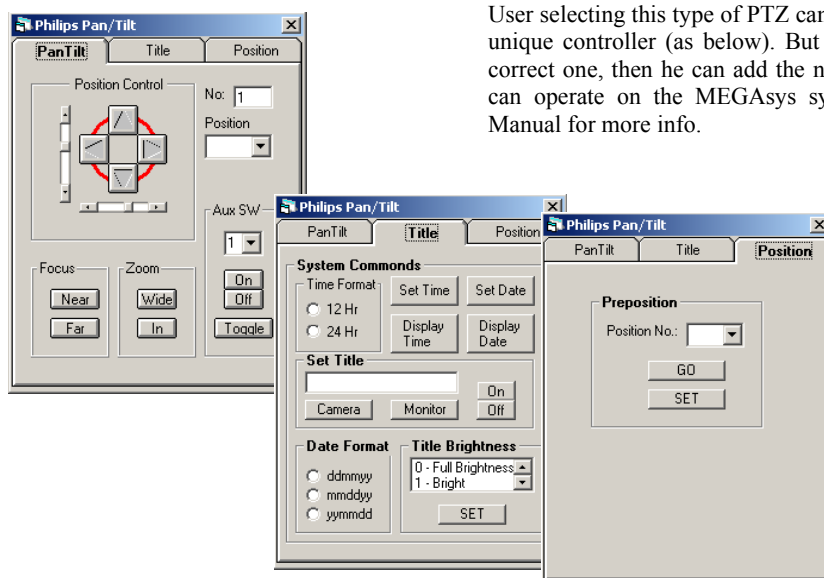 User selecting this type of PTZ
unique controller (as below). But
correct one, then he can add the
can operate on the MEGAsys
Manual for more info.
Philips Pan/Tilt
PanTilt Title Position
Position Control
No: 1
Position
Aux SW
1
On
Off
Toggle
Focus
Near
Far
Zoom
Wide
In
Philips Pan/Tilt
PanTilt Title Position
System Commonds
Time Format
12 Hr
24 Hr
Set Time Set Date
Display Time
Display Date
Set Title
Camera Monitor
On
Off
Date Format
ddmmyy
mmddyy
yymmdd
Title Brightness
0 - Full Brightness
1 - Bright
SET
Philips Pan/Tilt
PanTilt Title Position
Preposition
Position No.:
GO
SET